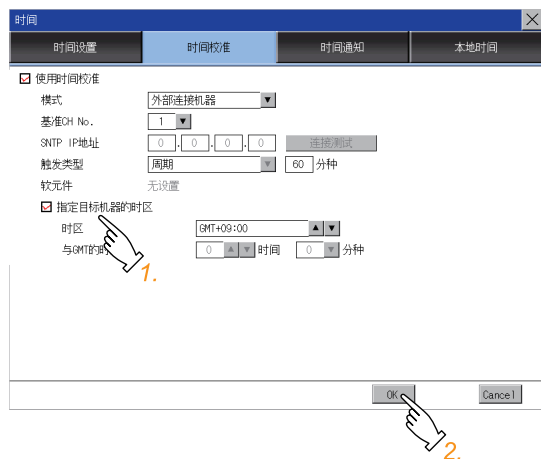 时间
时间设置 时间校准 时间通知 本地时间
使用时间校准
模式 外部连接机器
基准CH No. 1
SNTP IP地址 0 . 0 . 0 . 0 连接测试
触发类型 周期 60 分钟
软元件 无设置
指定目标机器的时区
时区 GMT+09:00
与GMT的时 0 时间 0 分钟
1.
OK Cancel
2.